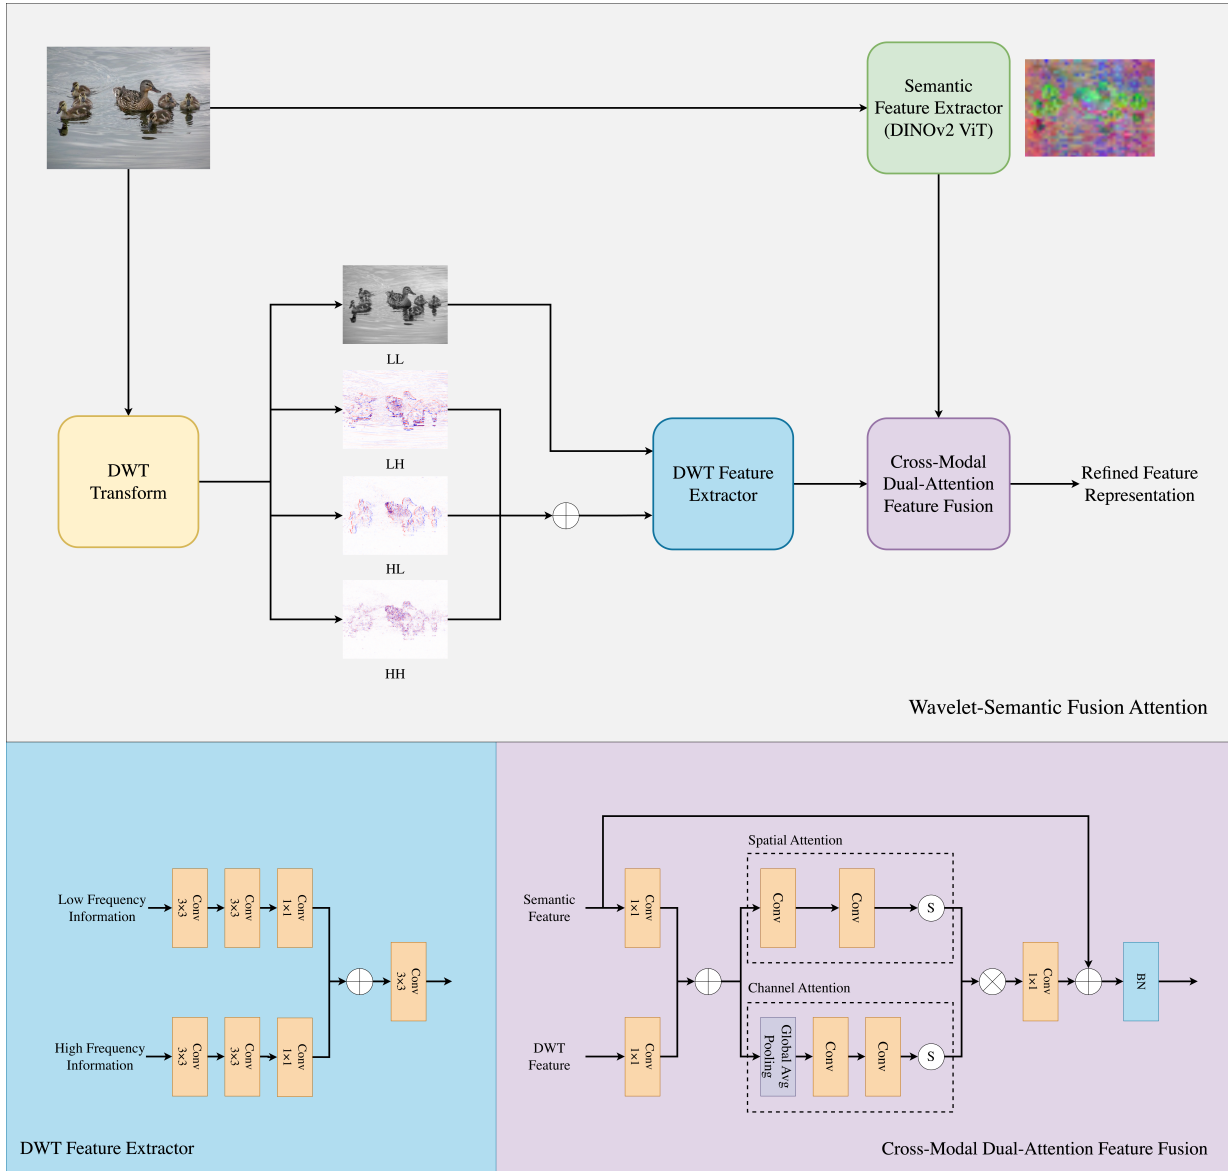 Semantic
Feature Extractor
(DINOv2 ViT)
LL
LH
HL
HH
DWT
Transform
DWT Feature
Extractor
Cross-Modal
Dual-Attention
Feature Fusion
Refined Feature
Representation
Wavelet-Semantic Fusion Attention
Low Frequency
Information
Conv
3×3
Conv
3×3
Conv
1×1
Conv
3×3
High Frequency
Information
Conv
3×3
Conv
3×3
Conv
1×1
DWT Feature Extractor
Semantic
Feature
Conv
1×1
DWT
Feature
Conv
1×1
Spatial Attention
Conv
Conv
S
Channel Attention
Global Avg
Pooling
Conv
Conv
S
Conv
1×1
BN
Cross-Modal Dual-Attention Feature Fusion